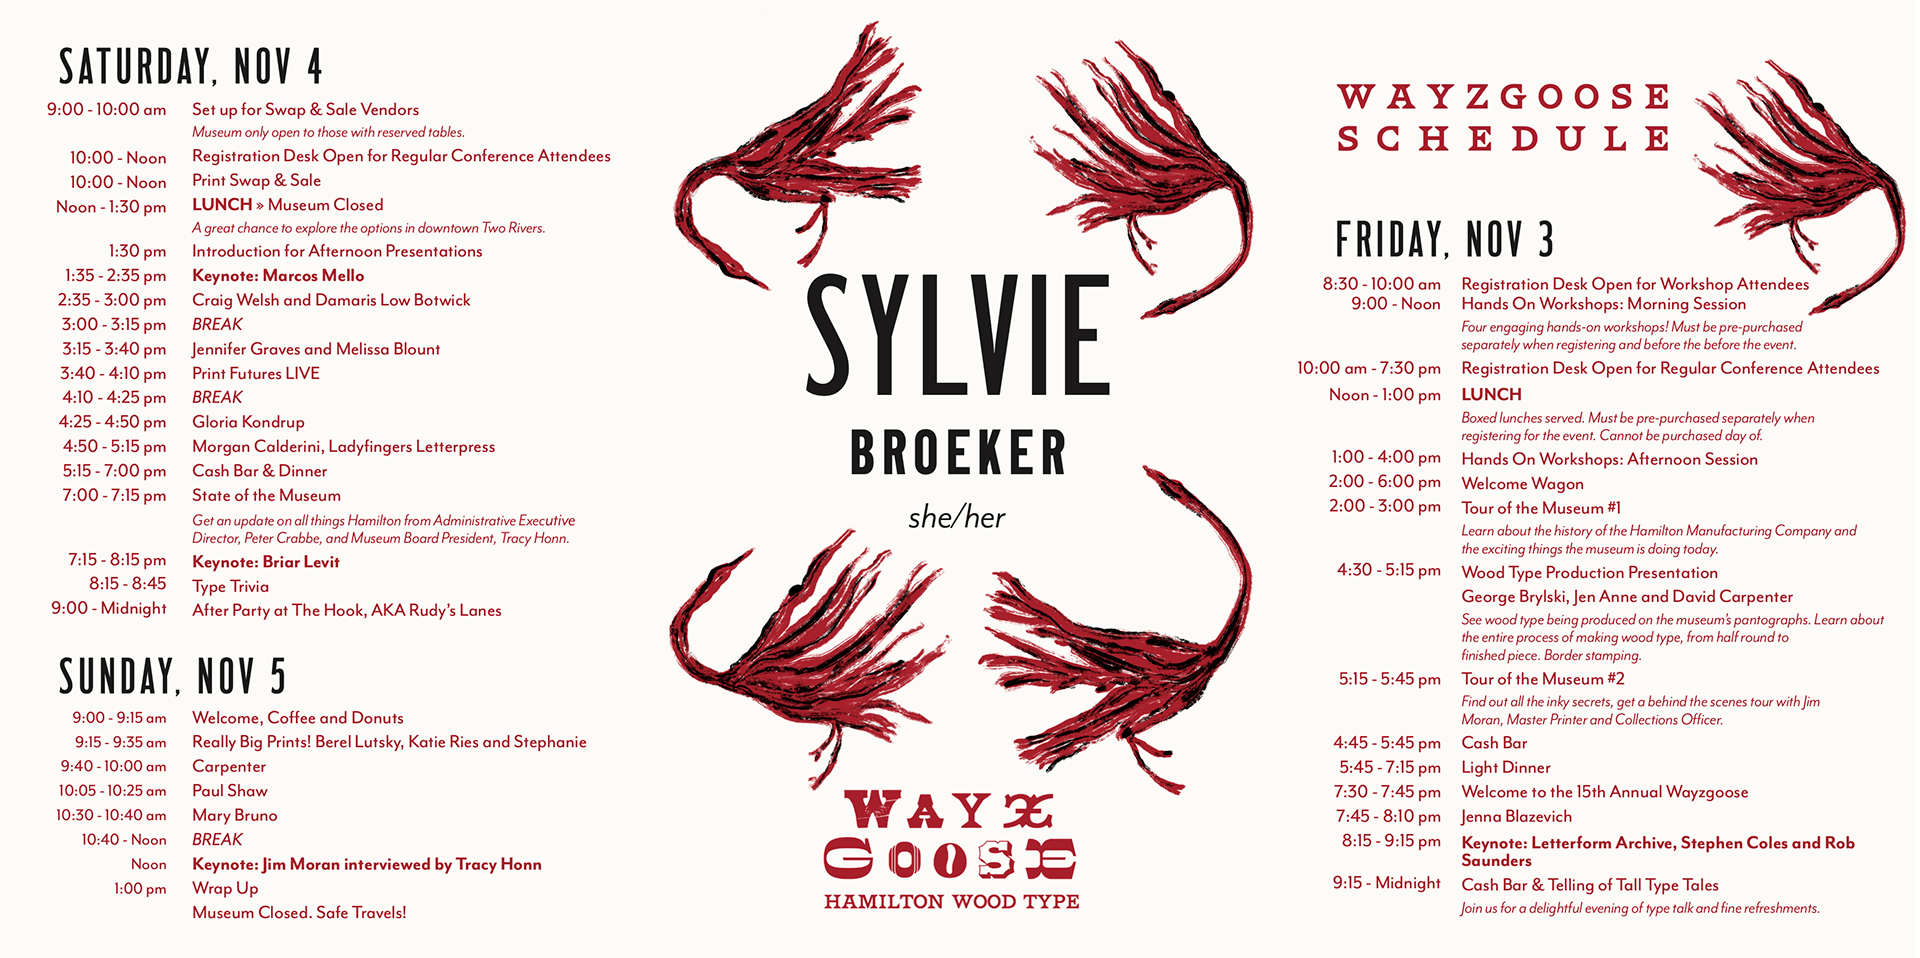 SATURDAY, NOV 4
9:00 - 10:00 am Set up for Swap & Sale Vendors
Museum only open to those with reserved tables.
10:00 - Noon Registration Desk Open for Regular Conference Attendees
10:00 - Noon Print Swap & Sale
Noon - 1:30 pm LUNCH » Museum Closed
A great chance to explore the options in downtown Two Rivers.
1:30 pm Introduction for Afternoon Presentations
1:35 - 2:35 pm Keynote: Marcos Mello
2:35 - 3:00 pm Craig Welsh and Damaris Low Botwick
3:00 - 3:15 pm BREAK
3:15 - 3:40 pm Jennifer Graves and Melissa Blount
3:40 - 4:10 pm Print Futures LIVE
4:10 - 4:25 pm BREAK
4:25 - 4:50 pm Gloria Kondrup
4:50 - 5:15 pm Morgan Calderini, Ladyfingers Letterpress
5:15 - 7:00 pm Cash Bar & Dinner
7:00 - 7:15 pm State of the Museum
Get an update on all things Hamilton from Administrative Executive
Director, Peter Crabbe, and Museum Board President, Tracy Honn.
7:15 - 8:15 pm Keynote: Briar Levit
8:15 - 8:45 Type Trivia
9:00 - Midnight After Party at The Hook, AKA Rudy's Lanes
SUNDAY, NOV 5
9:00 - 9:15 am Welcome, Coffee and Donuts
9:15 - 9:35 am Really Big Prints! Berel Lutsky, Katie Ries and Stephanie
9:40 - 10:00 am Carpenter
10:05 - 10:25 am Paul Shaw
10:30 - 10:40 am Mary Bruno
10:40 - Noon BREAK
Noon Keynote: Jim Moran interviewed by Tracy Honn
1:00 pm Wrap Up
Museum Closed. Safe Travels!
SYLVIE
BROEKER
she/her
WAYZ
GOOSE
HAMILTON WOOD TYPE
WAYZGOOSE
SCHEDULE
FRIDAY, NOV 3
8:30 - 10:00 am Registration Desk Open for Workshop Attendees
9:00 - Noon Hands On Workshops: Morning Session
Four engaging hands-on workshops! Must be pre-purchased
separately when registering and before the before the event.
10:00 am - 7:30 pm Registration Desk Open for Regular Conference Attendees
Noon - 1:00 pm LUNCH
Boxed lunches served. Must be pre-purchased separately when
registering for the event. Cannot be purchased day of.
1:00 - 4:00 pm Hands On Workshops: Afternoon Session
2:00 - 6:00 pm Welcome Wagon
2:00 - 3:00 pm Tour of the Museum #1
Learn about the history of the Hamilton Manufacturing Company and
the exciting things the museum is doing today.
4:30 - 5:15 pm Wood Type Production Presentation
George Brylski, Jen Anne and David Carpenter
See wood type being produced on the museum's pantographs. Learn about
the entire process of making wood type, from half round to
finished piece. Border stamping.
5:15 - 5:45 pm Tour of the Museum #2
Find out all the inky secrets, get a behind the scenes tour with Jim
Moran, Master Printer and Collections Officer.
4:45 - 5:45 pm Cash Bar
5:45 - 7:15 pm Light Dinner
7:30 - 7:45 pm Welcome to the 15th Annual Wayzgoose
7:45 - 8:10 pm Jenna Blazevich
8:15 - 9:15 pm Keynote: Letterform Archive, Stephen Coles and Rob
Saunders
9:15 - Midnight Cash Bar & Telling of Tall Type Tales
Join us for a delightful evening of type talk and fine refreshments.